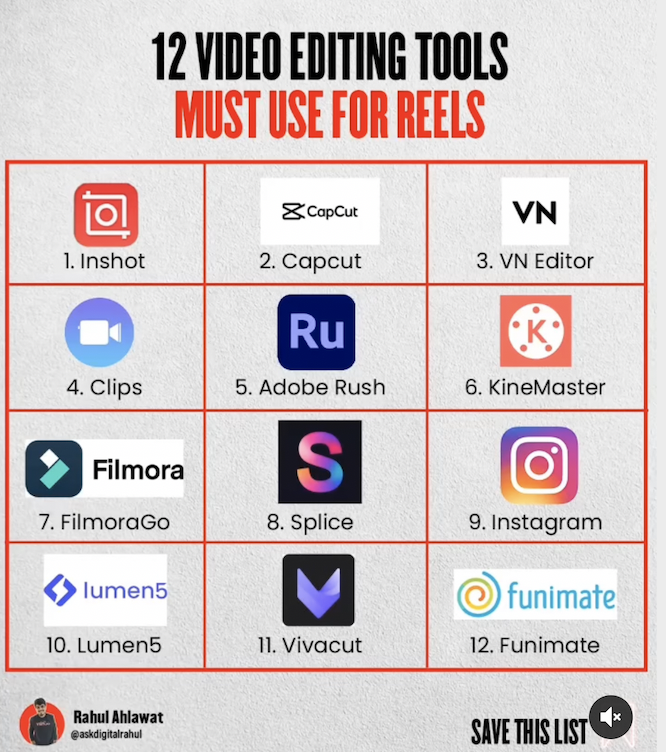 12 VIDEO EDITING TOOLS
MUST USE FOR REELS
1. Inshot
CapCut
2. Capcut
VN
3. VN Editor
4. Clips
Ru
5. Adobe Rush
K
6. KineMaster
Filmora
7. FilmoraGo
S
8. Splice
9. Instagram
lumen5
10. Lumen5
11. Vivacut
funimate
12. Funimate
Rahul Ahlawat
@askdigitalrahul
SAVE THIS LIST